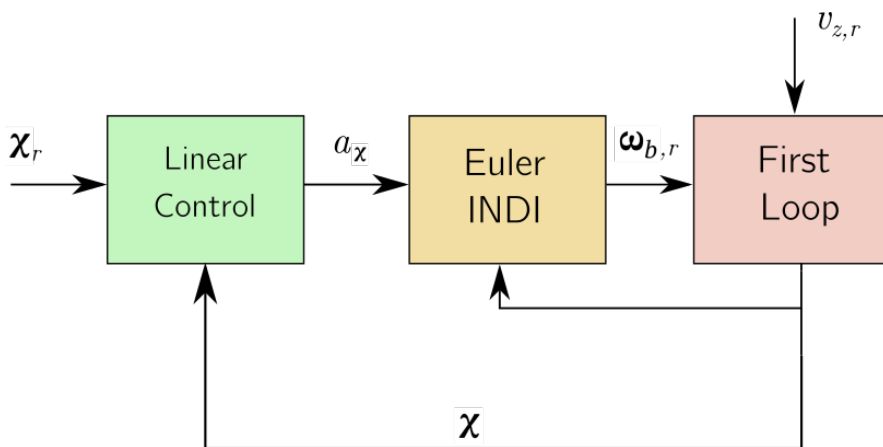 v_{z,r}
χ_r
Linear
Control
a_χ
Euler
INDI
ω_{b,r}
First
Loop
χ